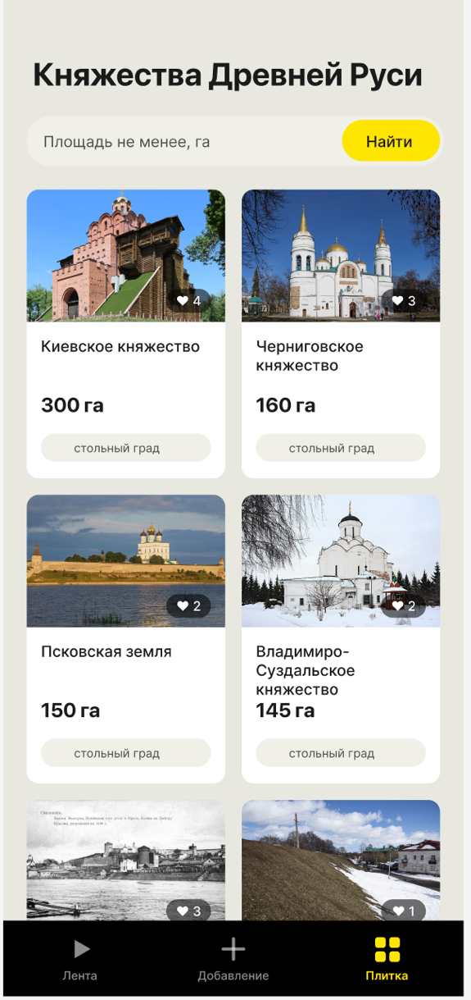 Княжества Древней Руси
Площадь не менее, га
Найти
4
3
Киевское княжество
Черниговское
княжество
300 га
160 га
стольный град
стольный град
2
2
Псковская земля
Владимиро-
Суздальское
княжество
150 га
145 га
стольный град
стольный град
3
1
Лента
Добавление
Плитка